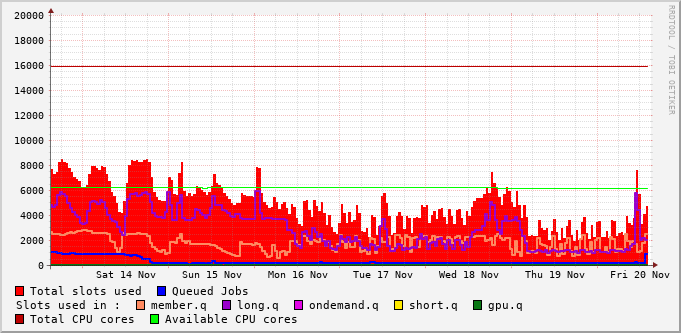 20000
18000
16000
14000
12000
10000
8000
6000
4000
2000
0
Sat 14 Nov Sun 15 Nov Mon 16 Nov Tue 17 Nov Wed 18 Nov Thu 19 Nov Fri 20 Nov
Total slots used Queued Jobs
Slots used in : member.q long.q ondemand.q short.q gpu.q
Total CPU cores Available CPU cores
RRDTOOL / TOBI OETIKER